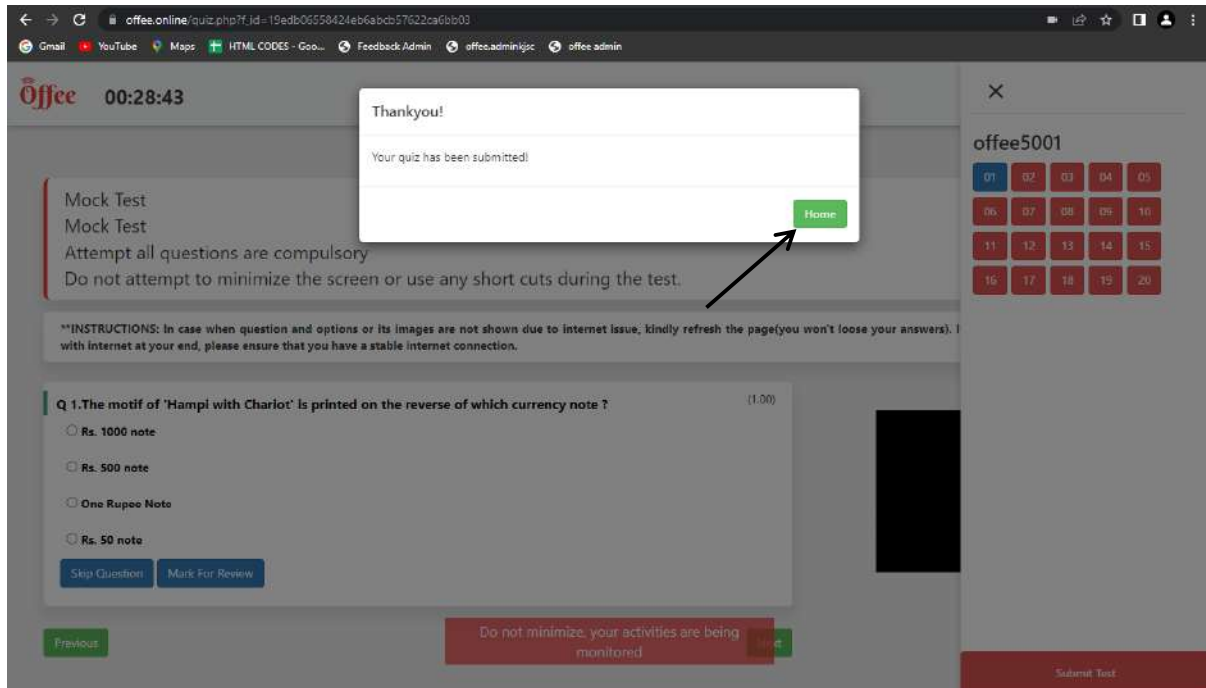 offee.online/quiz.php?f_id=19edb06558424eb6abcb57622ca6bb03
Gmail YouTube Maps HTML CODES - Goo... Feedback Admin offee.adminkjsc offee admin
Offee 00:28:43
Thankyou!
Your quiz has been submitted!
Home
offee5001
01 02 03 04 05
06 07 08 09 10
11 12 13 14 15
16 17 18 19 20
Mock Test
Mock Test
Attempt all questions are compulsory
Do not attempt to minimize the screen or use any short cuts during the test.
**INSTRUCTIONS: In case when question and options or its images are not shown due to internet issue, kindly refresh the page(you won't loose your answers).
with internet at your end, please ensure that you have a stable internet connection.
Q 1.The motif of 'Hampi with Chariot' is printed on the reverse of which currency note ? (1.00)
Rs. 1000 note
Rs. 500 note
One Rupee Note
Rs. 50 note
Skip Question Mark For Review
Previous
Do not minimize, your activities are being
monitored
Submit Test